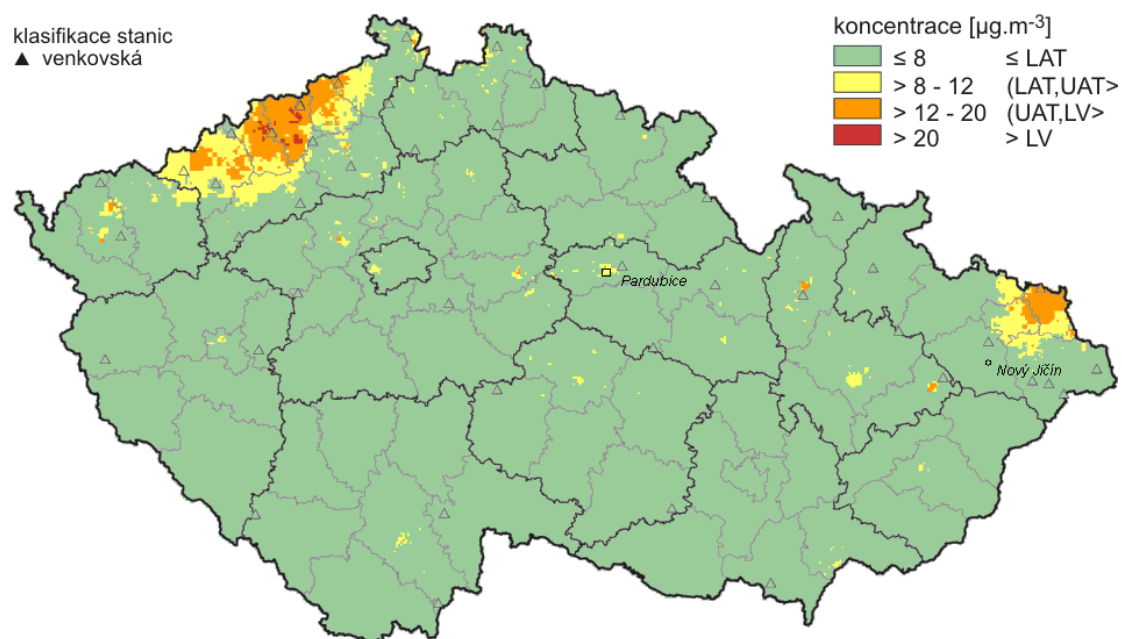 klasifikace stanic
▲ venkovská
koncentrace [µg.m-3]
≤ 8 ≤ LAT
> 8 - 12 (LAT,UAT>
> 12 - 20 (UAT,LV>
> 20 > LV
Pardubice
Nový Jičín